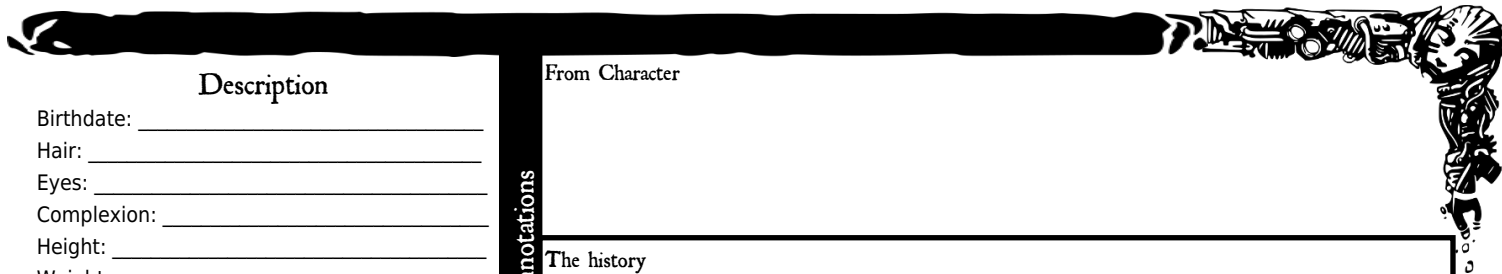 Description
Birthdate:
Hair:
Eyes:
Complexion:
Height:
From Character
The history